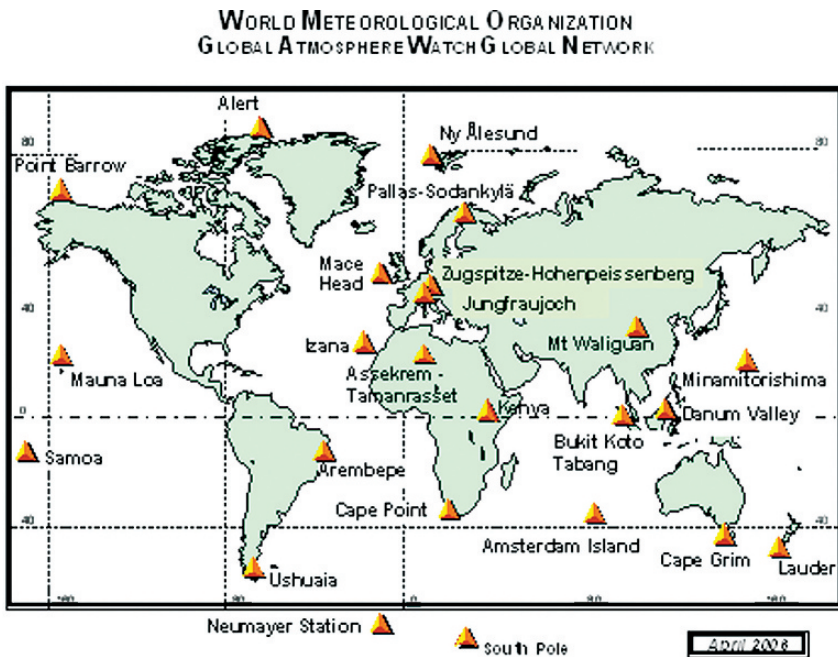 WORLD METEOROLOGICAL ORGANIZATION
GLOBAL ATMOSPHERE WATCH GLOBAL NETWORK
Alert
80
Ny Ålesund
80
Point Barrow
Pallas-Sodankylä
Mace
Head
Zugspitze-Hohenpeissenberg
Jungfraujoch
40
40
Izana
Mt Waliguan
Mauna Loa
Assekrem -
Tamanrasset
Minamitorishima
0
Kenya
Danum Valley
Bukit Koto
Tabang
Samoa
Arembepe
Cape Point
40
40
Amsterdam Island
Cape Grim
Lauder
Ushuaia
0
Neumayer Station
South Pole